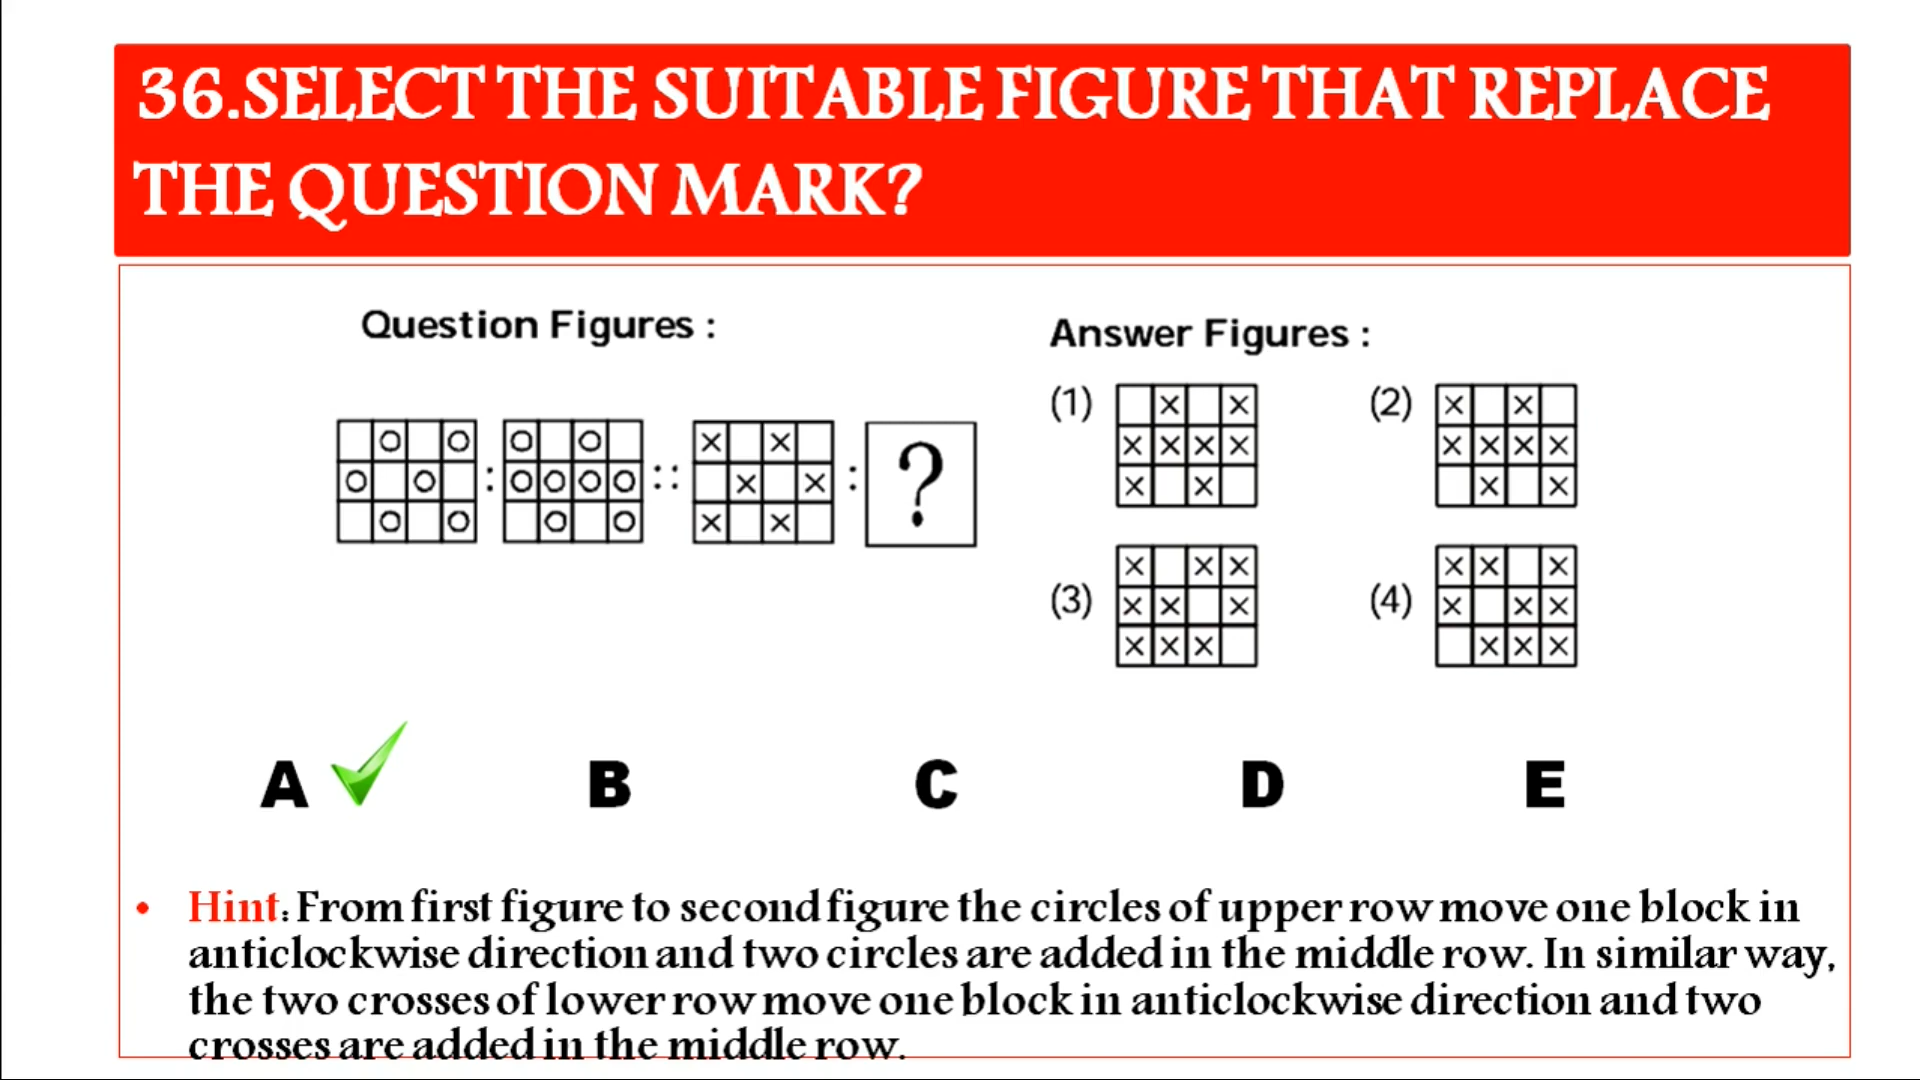 36.SELECT THE SUITABLE FIGURE THAT REPLACE
THE QUESTION MARK?
Question Figures :
Answer Figures :
: :: : ?
(1)
(2)
(3)
(4)
A B C D E
• Hint: From first figure to second figure the circles of upper row move one block in
anticlockwise direction and two circles are added in the middle row. In similar way,
the two crosses of lower row move one block in anticlockwise direction and two
crosses are added in the middle row.